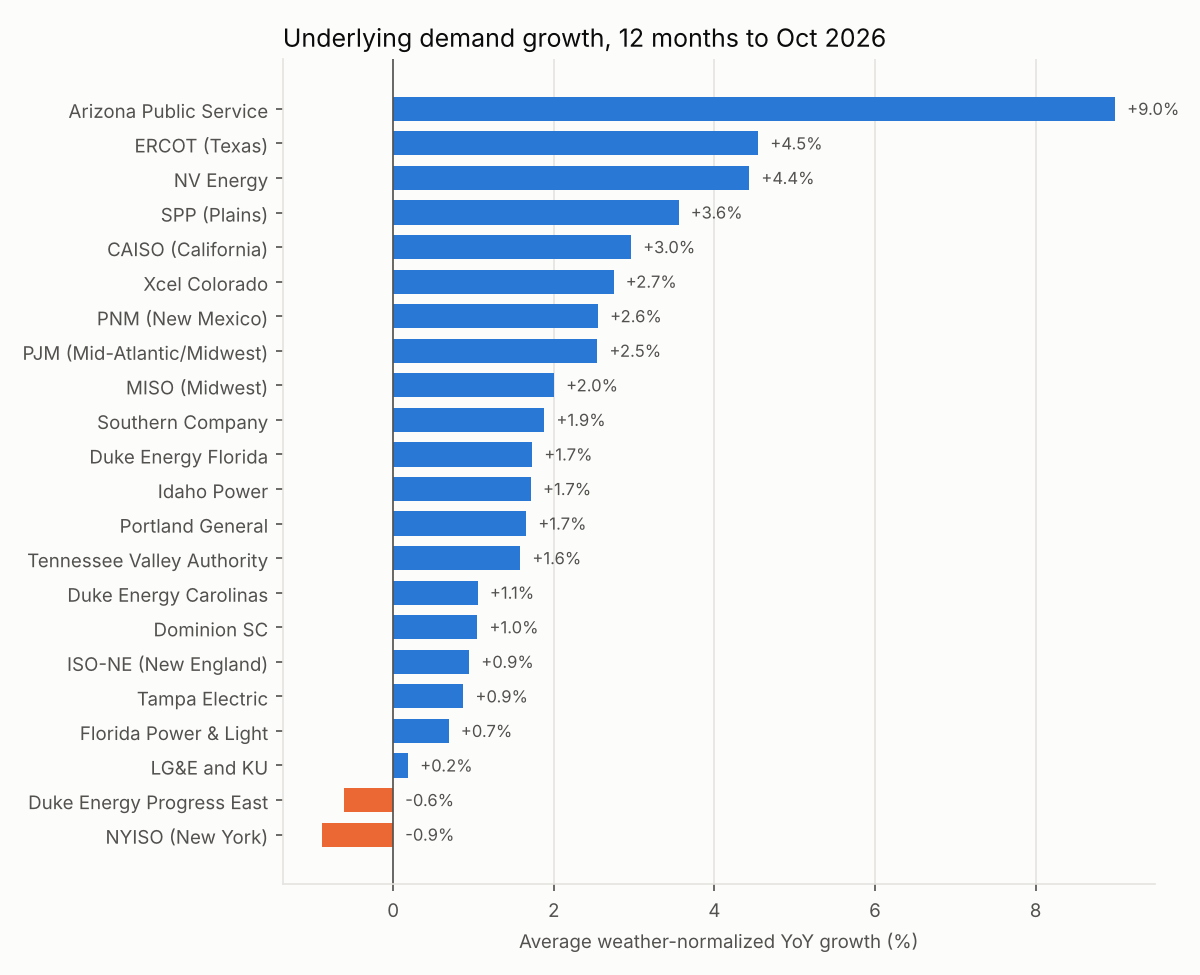 Underlying demand growth, 12 months to Oct 2026
Arizona Public Service +9.0%
ERCOT (Texas) +4.5%
NV Energy +4.4%
SPP (Plains) +3.6%
CAISO (California) +3.0%
Xcel Colorado +2.7%
PNM (New Mexico) +2.6%
PJM (Mid-Atlantic/Midwest) +2.5%
MISO (Midwest) +2.0%
Southern Company +1.9%
Duke Energy Florida +1.7%
Idaho Power +1.7%
Portland General +1.7%
Tennessee Valley Authority +1.6%
Duke Energy Carolinas +1.1%
Dominion SC +1.0%
ISO-NE (New England) +0.9%
Tampa Electric +0.9%
Florida Power & Light +0.7%
LG&E and KU +0.2%
Duke Energy Progress East -0.6%
NYISO (New York) -0.9%
0 2 4 6 8
Average weather-normalized YoY growth (%)